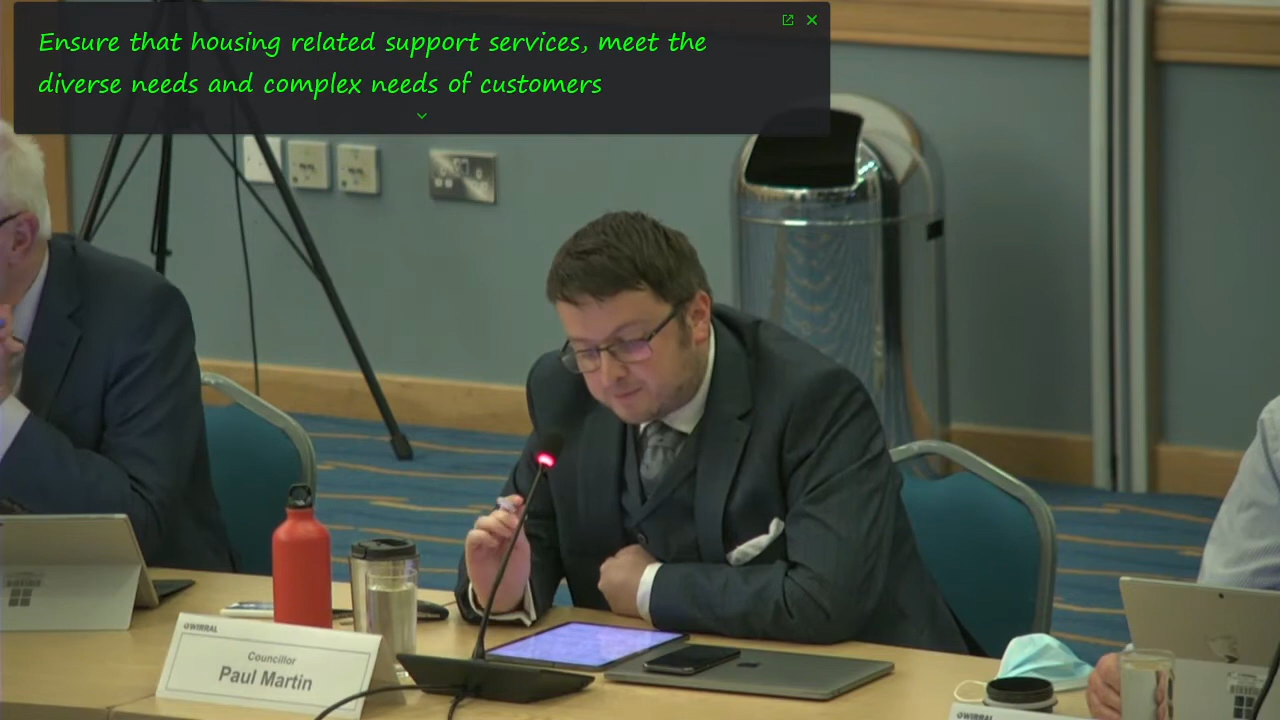 Ensure that housing related support services, meet the
diverse needs and complex needs of customers
WIRRAL
Councillor
Paul Martin
WIRRAL